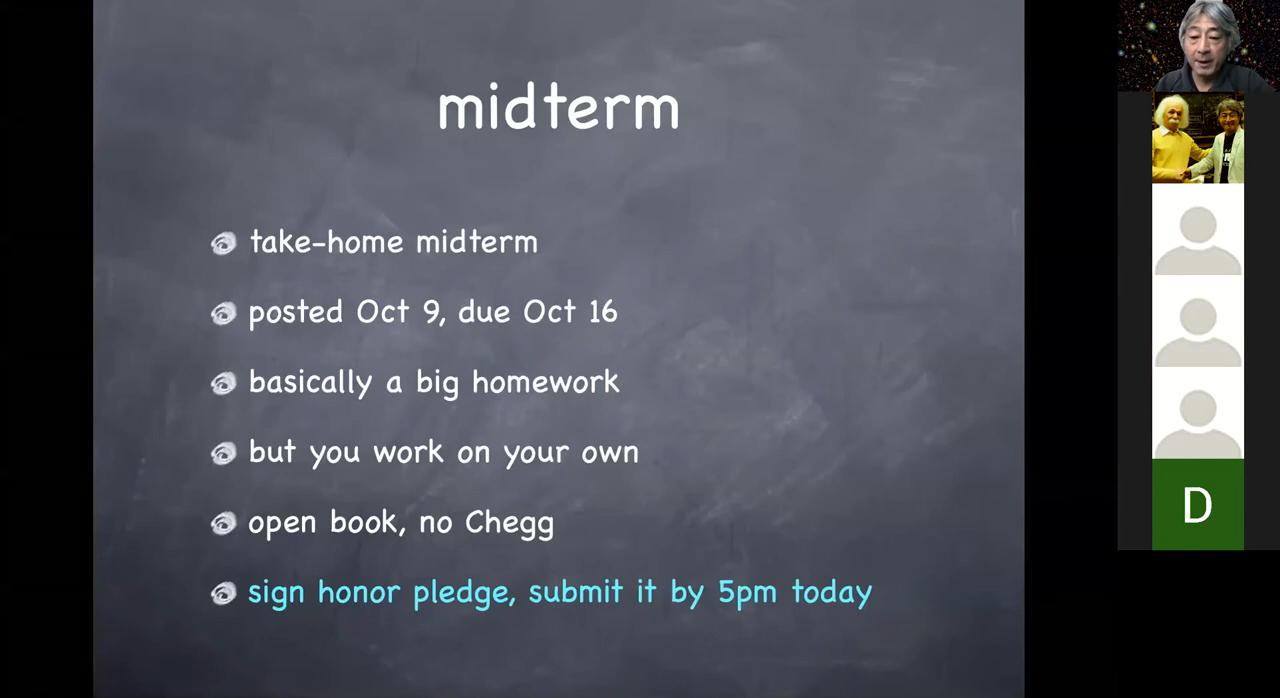 midterm
take-home midterm
posted Oct 9, due Oct 16
basically a big homework
but you work on your own
open book, no Chegg
sign honor pledge, submit it by 5pm today
D